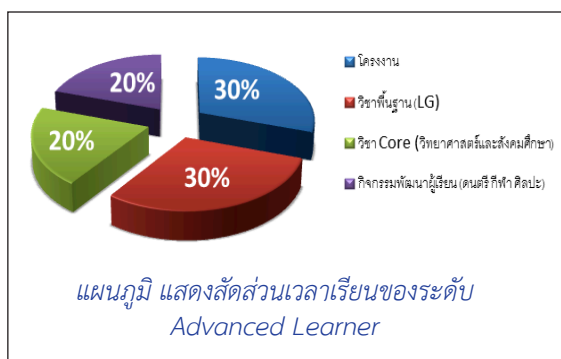 20%
30%
20%
30%
โครงงาน
วิชาพื้นฐาน (LG)
วิชา Core (วิทยาศาสตร์และสังคมศึกษา)
กิจกรรมพัฒนาผู้เรียน (ดนตรี กีฬา ศิลปะ)
แผนภูมิ แสดงสัดส่วนเวลาเรียนของระดับ
Advanced Learner